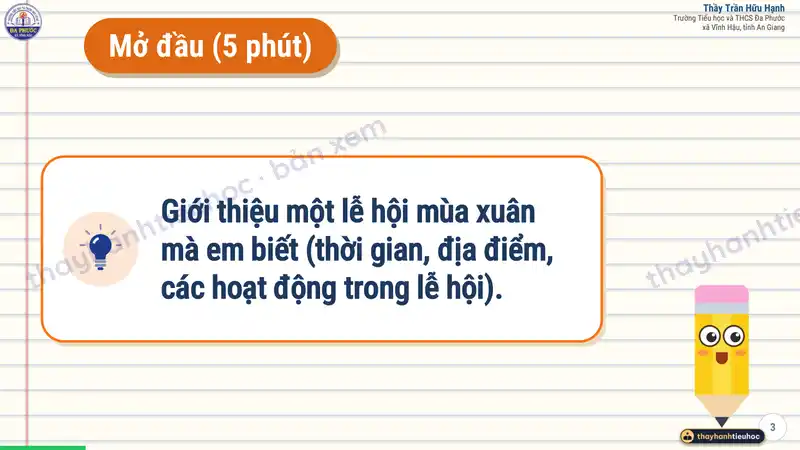 Thầy Trần Hữu Hạnh
Trường Tiểu học và THCS Đa Phước
xã Vĩnh Hậu, tỉnh An Giang
ĐA PHƯỚC
Mở đầu (5 phút)
Giới thiệu một lễ hội mùa xuân
mà em biết (thời gian, địa điểm,
các hoạt động trong lễ hội).
thayhanhtieuhoc · bản xem
thayhanhtie
thayhanhtieuhoc
3